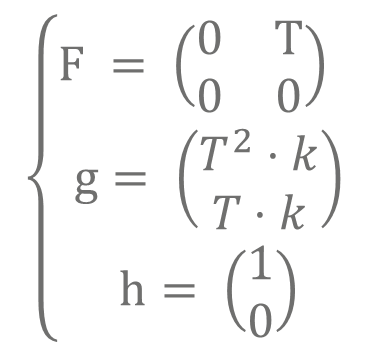 F = (0 T
0 0)
g = (T² · k
T · k)
h = (1
0)